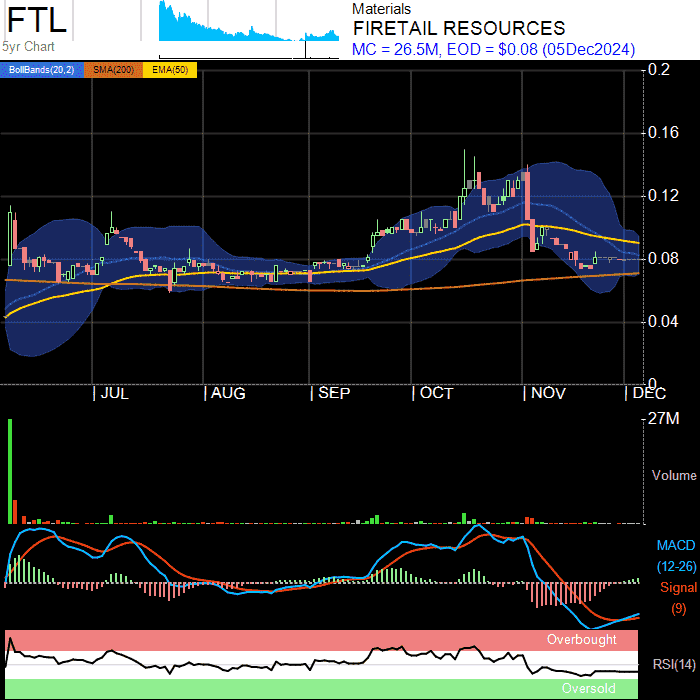 FTL
5yr Chart
Materials
FIRETAIL RESOURCES
MC = 26.5M, EOD = $0.08 (05Dec2024)
BollBands(20,2) SMA(200) EMA(50)
0.2
0.16
0.12
0.08
0.04
0
JUL AUG SEP OCT NOV DEC
27M
Volume
MACD
(12-26)
Signal
(9)
Overbought
RSI(14)
Oversold